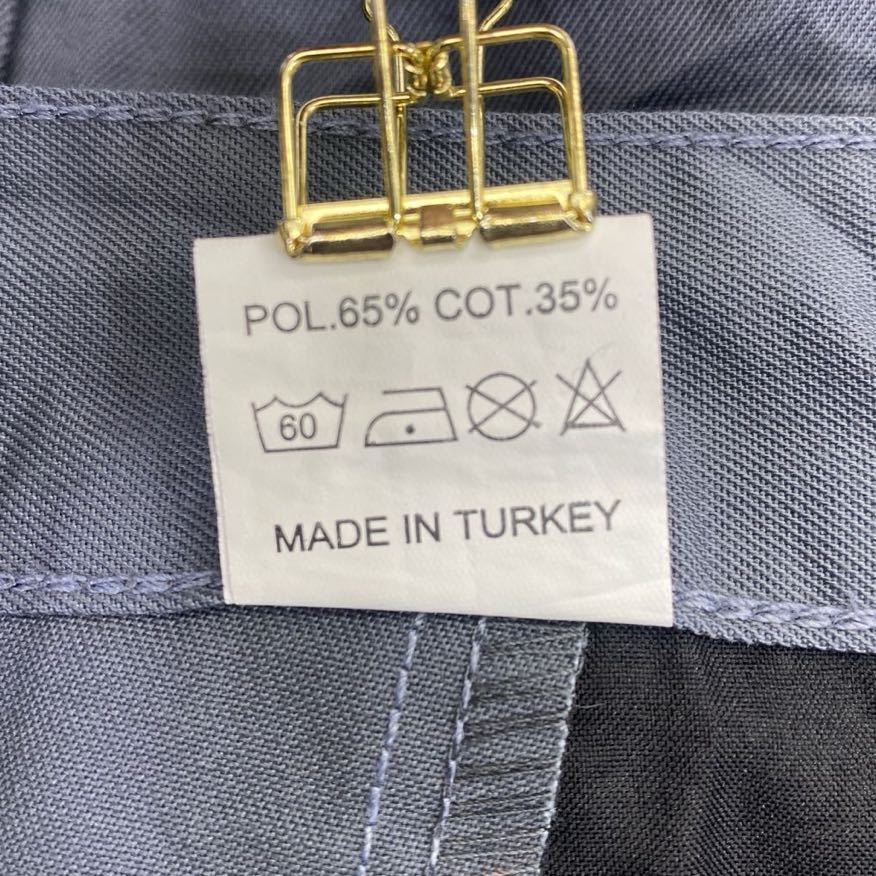 POL.65% COT.35%
60
MADE IN TURKEY